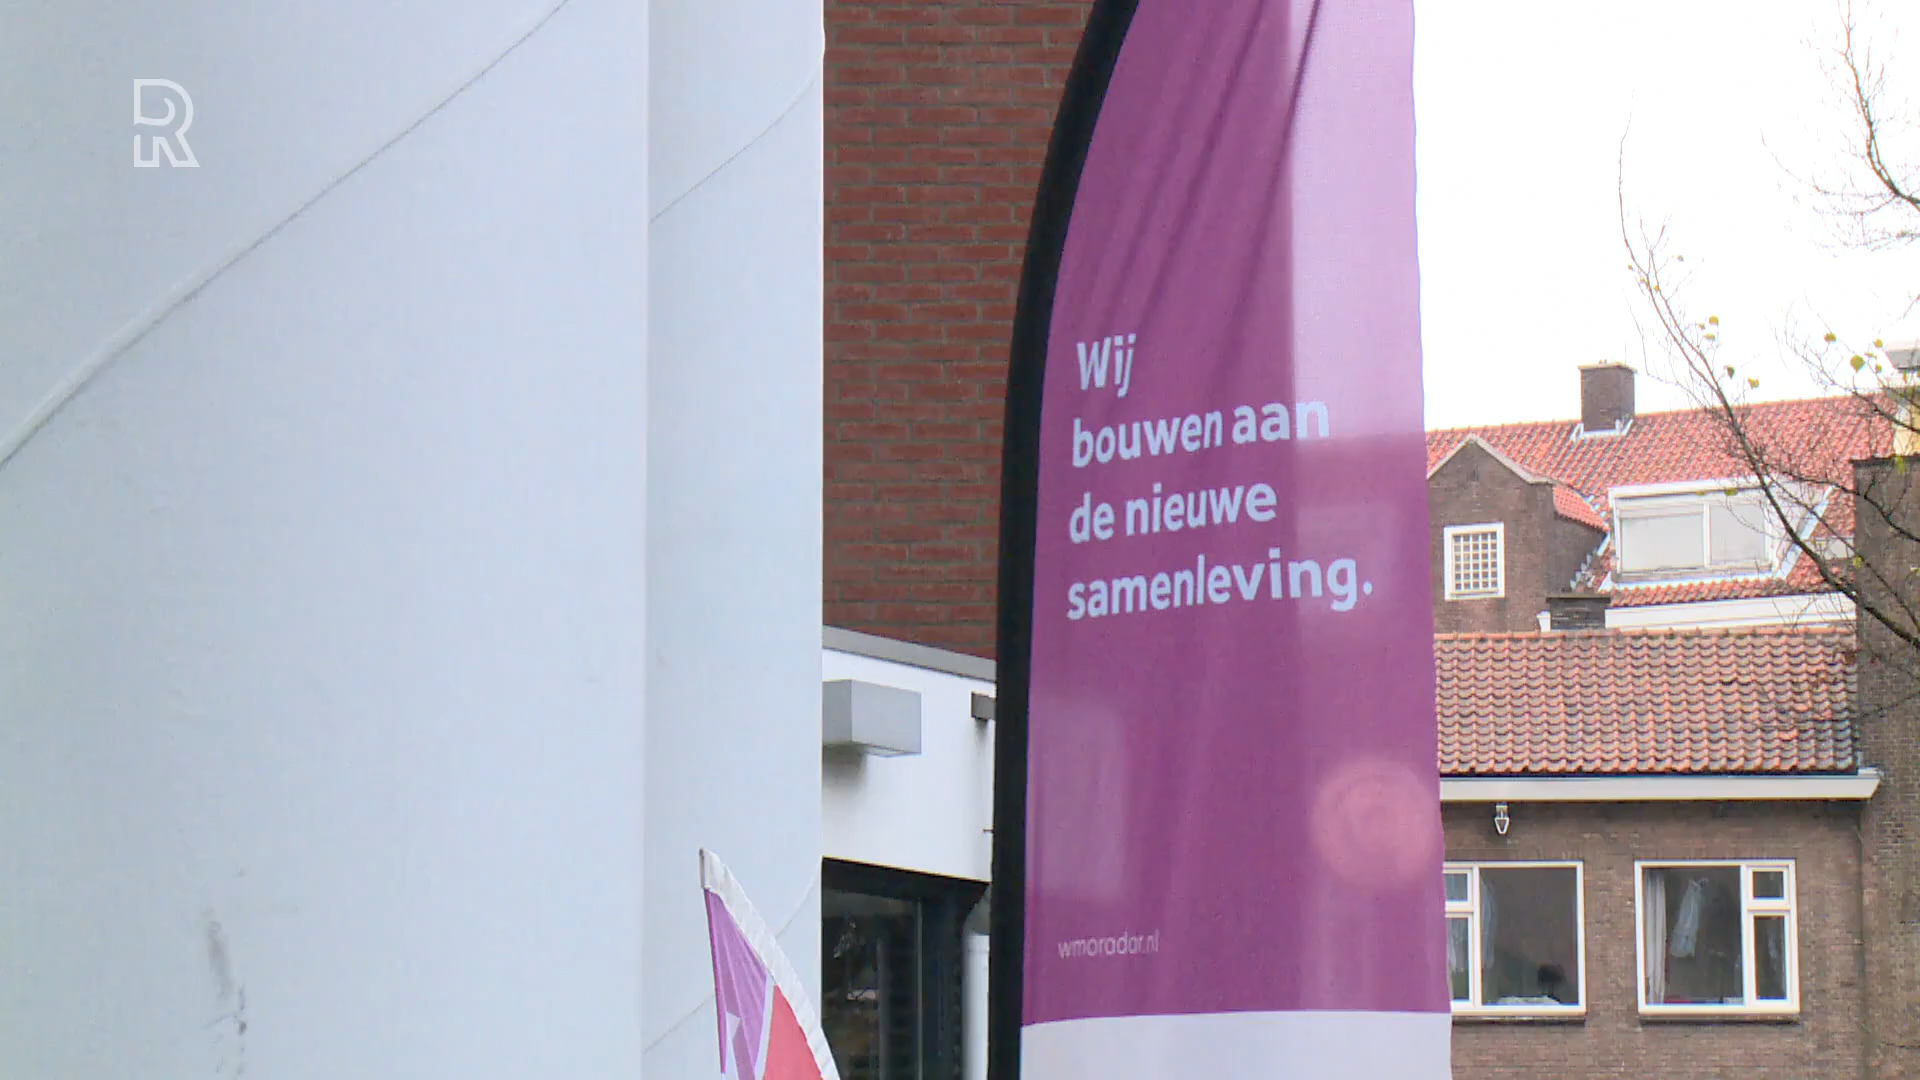 R
Wij
bouwen aan
de nieuwe
samenleving.
wmoradar.nl